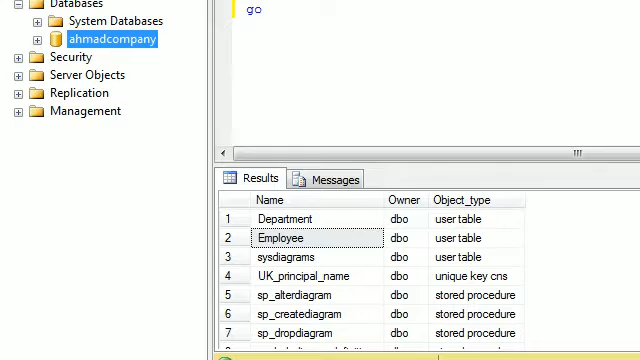 Databases
System Databases
ahmadcompany
Security
Server Objects
Replication
Management
go
Results Messages
Name Owner Object_type
1 Department dbo user table
2 Employee dbo user table
3 sysdiagrams dbo user table
4 UK_principal_name dbo unique key cns
5 sp_alterdiagram dbo stored procedure
6 sp_creatediagram dbo stored procedure
7 sp_dropdiagram dbo stored procedure